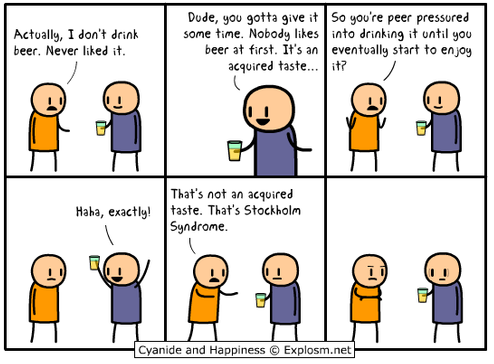 Actually, I don't drink
beer. Never liked it.
Dude, you gotta give it
some time. Nobody likes
beer at first. It's an
acquired taste...
So you're peer pressured
into drinking it until you
eventually start to enjoy
it?
Haha, exactly!
That's not an acquired
taste. That's Stockholm
Syndrome.
Cyanide and Happiness © Explosm.net